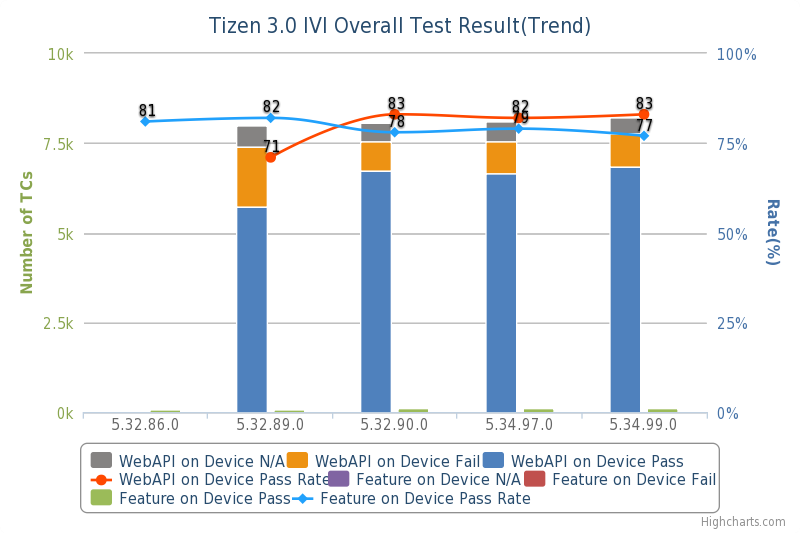 Tizen 3.0 IVI Overall Test Result(Trend)
10k
100%
81
82
83
82
83
71
78
79
77
7.5k
75%
Number of TCs
Rate(%)
5k
50%
2.5k
25%
0k
0%
5.32.86.0
5.32.89.0
5.32.90.0
5.34.97.0
5.34.99.0
WebAPI on Device N/A
WebAPI on Device Fail
WebAPI on Device Pass
WebAPI on Device Pass Rate
Feature on Device N/A
Feature on Device Fail
Feature on Device Pass
Feature on Device Pass Rate
Highcharts.com